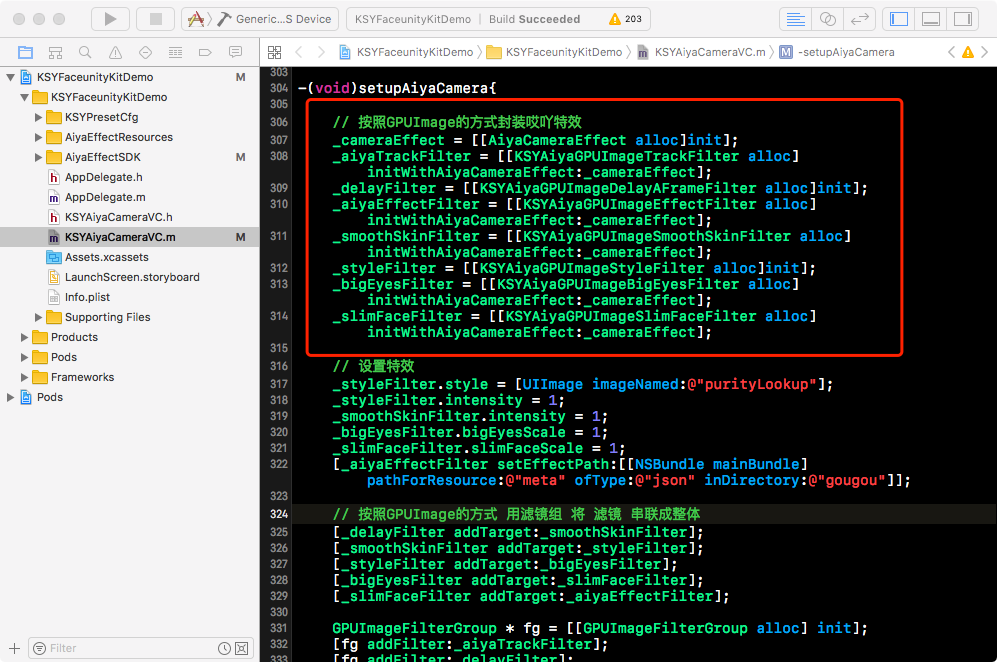 Generic...S Device
KSYFaceunityKitDemo | Build Succeeded
203
KSYFaceunityKitDemo
KSYFaceunityKitDemo
KSYAiyaCameraVC.m
M
-setupAiyaCamera
KSYFaceunityKitDemo M
KSYFaceunityKitDemo
KSYPresetCfg
AiyaEffectResources
AiyaEffectSDK M
h AppDelegate.h
m AppDelegate.m
h KSYAiyaCameraVC.h
m KSYAiyaCameraVC.m M
Assets.xcassets
LaunchScreen.storyboard
Info.plist
Supporting Files
Products
Pods
Frameworks
Pods
Filter
303
304 -(void)setupAiyaCamera{
305
306 // 按照GPUImage的方式封装哎吖特效
307 _cameraEffect = [[AiyaCameraEffect alloc]init];
308 _aiyaTrackFilter = [[KSYAiyaGPUImageTrackFilter alloc]
initWithAiyaCameraEffect:_cameraEffect];
309 _delayFilter = [[KSYAiyaGPUImageDelayAFrameFilter alloc]init];
310 _aiyaEffectFilter = [[KSYAiyaGPUImageEffectFilter alloc]
initWithAiyaCameraEffect:_cameraEffect];
311 _smoothSkinFilter = [[KSYAiyaGPUImageSmoothSkinFilter alloc]
initWithAiyaCameraEffect:_cameraEffect];
312 _styleFilter = [[KSYAiyaGPUImageStyleFilter alloc]init];
313 _bigEyesFilter = [[KSYAiyaGPUImageBigEyesFilter alloc]
initWithAiyaCameraEffect:_cameraEffect];
314 _slimFaceFilter = [[KSYAiyaGPUImageSlimFaceFilter alloc]
initWithAiyaCameraEffect:_cameraEffect];
315
316 // 设置特效
317 _styleFilter.style = [UIImage imageNamed:@"purityLookup"];
318 _styleFilter.intensity = 1;
319 _smoothSkinFilter.intensity = 1;
320 _bigEyesFilter.bigEyesScale = 1;
321 _slimFaceFilter.slimFaceScale = 1;
322 [_aiyaEffectFilter setEffectPath:[[NSBundle mainBundle]
pathForResource:@"meta" ofType:@"json" inDirectory:@"gougou"]];
323
324 // 按照GPUImage的方式 用滤镜组 将 滤镜 串联成整体
325 [_delayFilter addTarget:_smoothSkinFilter];
326 [_smoothSkinFilter addTarget:_styleFilter];
327 [_styleFilter addTarget:_bigEyesFilter];
328 [_bigEyesFilter addTarget:_slimFaceFilter];
329 [_slimFaceFilter addTarget:_aiyaEffectFilter];
330
331 GPUImageFilterGroup * fg = [[GPUImageFilterGroup alloc] init];
332 [fg addFilter:_aiyaTrackFilter];
333 [fg addFilter:_delayFilter];